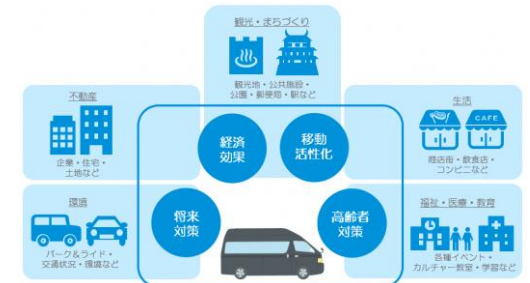 観光・まちづくり
観光地・公共施設・
公園・郵便局・駅など
不動産
企業・住宅・
土地など
生活
CAFE
商店街・飲食店・
コンビニなど
経済
効果
移動
活性化
環境
パーク&ライド・
交通状況・環境など
将来
対策
高齢者
対策
福祉・医療・教育
各種イベント・
カルチャー教室・学習など